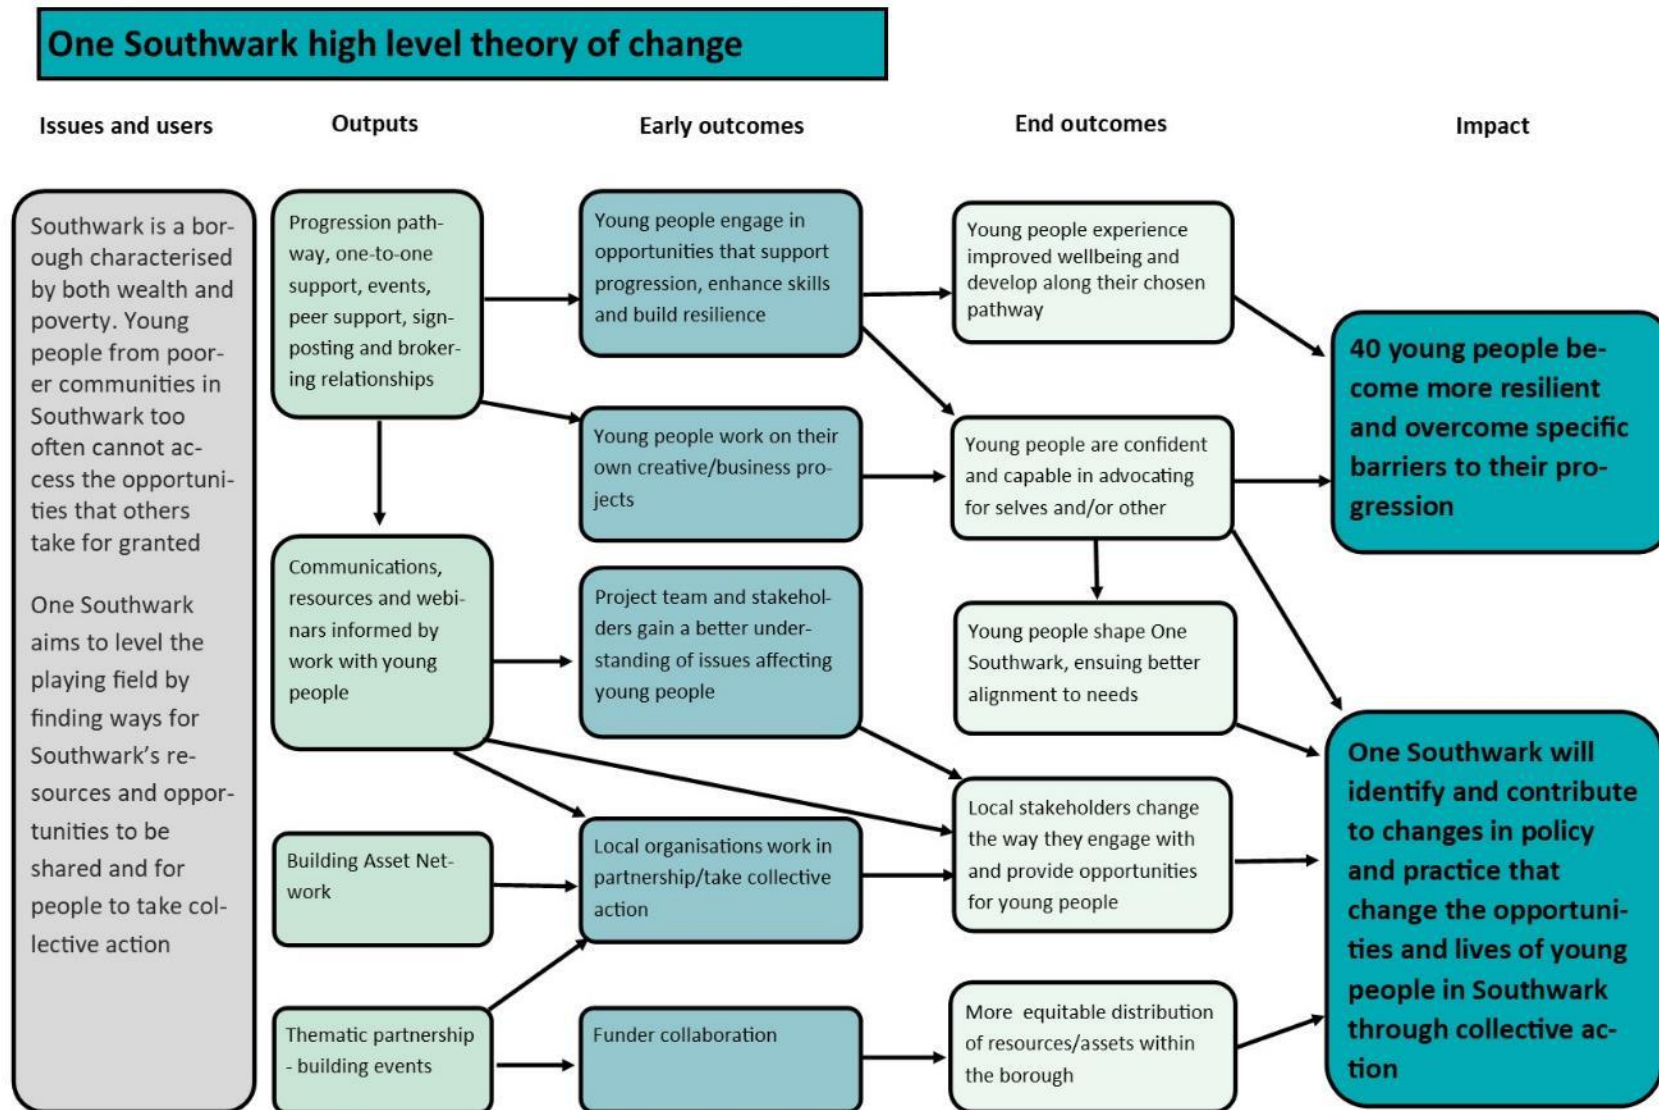 One Southwark high level theory of change
Issues and users
Outputs
Early outcomes
End outcomes
Impact
Southwark is a bor-
ough characterised
by both wealth and
poverty. Young
people from poor-
er communities in
Southwark too
often cannot ac-
cess the opportuni-
ties that others
take for granted
One Southwark
aims to level the
playing field by
finding ways for
Southwark’s re-
sources and oppor-
tunities to be
shared and for
people to take col-
lective action
Progression path-
way, one-to-one
support, events,
peer support, sign-
posting and broker-
ing relationships
Communications,
resources and webi-
nars informed by
work with young
people
Building Asset Net-
work
Thematic partnership
- building events
Young people engage in
opportunities that support
progression, enhance skills
and build resilience
Young people work on their
own creative/business pro-
jects
Project team and stakehol-
ders gain a better under-
standing of issues affecting
young people
Local organisations work in
partnership/take collective
action
Funder collaboration
Young people experience
improved wellbeing and
develop along their chosen
pathway
Young people are confident
and capable in advocating
for selves and/or other
Young people shape One
Southwark, ensuing better
alignment to needs
Local stakeholders change
the way they engage with
and provide opportunities
for young people
More equitable distribution
of resources/assets within
the borough
40 young people be-
come more resilient
and overcome specific
barriers to their pro-
gression
One Southwark will
identify and contribute
to changes in policy
and practice that
change the opportuni-
ties and lives of young
people in Southwark
through collective ac-
tion